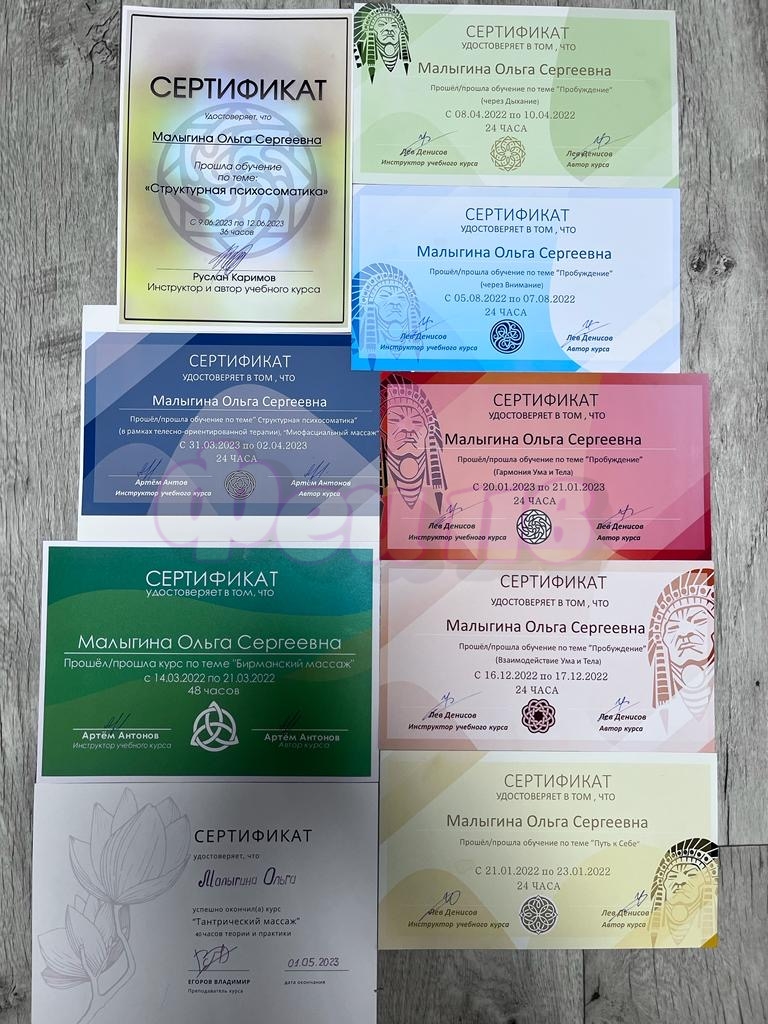 СЕРТИФИКАТ
Удостоверяет, что
Малыгина Ольга Сергеевна
Прошла обучение
по теме:
«Структурная психосоматика»
С 9.06.2023 по 12.06.2023
36 часов
Руслан Каримов
Инструктор и автор учебного курса
СЕРТИФИКАТ
УДОСТОВЕРЯЕТ В ТОМ , ЧТО
Малыгина Ольга Сергеевна
Прошёл/прошла обучение по теме "Пробуждение"
(через Дыхание)
С 08.04.2022 по 10.04.2022
24 ЧАСА
Лев Денисов
Инструктор учебного курса
Лев Денисов
Автор курса
СЕРТИФИКАТ
УДОСТОВЕРЯЕТ В ТОМ , ЧТО
Малыгина Ольга Сергеевна
Прошёл/прошла обучение по теме "Пробуждение"
(через Внимание)
С 05.08.2022 по 07.08.2022
24 ЧАСА
Лев Денисов
Инструктор учебного курса
Лев Денисов
Автор курса
СЕРТИФИКАТ
УДОСТОВЕРЯЕТ В ТОМ , ЧТО
Малыгина Ольга Сергеевна
Прошёл/прошла обучение по теме" Структурная психосоматика"
(в рамках телесно-ориентированной терапии), "Миофасциальный массаж"
С 31.03.2023 по 02.04.2023
24 ЧАСА
Артём Антов
Инструктор учебного курса
Артём Антонов
Автор курса
СЕРТИФИКАТ
УДОСТОВЕРЯЕТ В ТОМ , ЧТО
Малыгина Ольга Сергеевна
Прошёл/прошла обучение по теме "Пробуждение"
(Гармония Ума и Тела)
С 20.01.2023 по 21.01.2023
24 ЧАСА
Лев Денисов
Инструктор учебного курса
Лев Денисов
Автор курса
СЕРТИФИКАТ
удостоверяет в том, что
Малыгина Ольга Сергеевна
Прошёл/прошла курс по теме "Бирманский массаж"
с 14.03.2022 по 21.03.2022
48 часов
Артём Антонов
Инструктор учебного курса
Артём Антонов
Автор курса
СЕРТИФИКАТ
УДОСТОВЕРЯЕТ В ТОМ , ЧТО
Малыгина Ольга Сергеевна
Прошёл/прошла обучение по теме "Пробуждение"
(Взаимодействие Ума и Тела)
С 16.12.2022 по 17.12.2022
24 ЧАСА
Лев Денисов
Инструктор учебного курса
Лев Денисов
Автор курса
СЕРТИФИКАТ
удостоверяет, что
Малыгина Ольга
успешно окончил(а) курс
"Тантрический массаж"
40 часов теории и практики
ЕГОРОВ ВЛАДИМИР
Преподаватель курса
01.05.2023
дата окончания
СЕРТИФИКАТ
УДОСТОВЕРЯЕТ В ТОМ , ЧТО
Малыгина Ольга Сергеевна
Прошёл/прошла обучение по теме "Путь к Себе"
С 21.01.2022 по 23.01.2022
24 ЧАСА
Лев Денисов
Инструктор учебного курса
Лев Денисов
Автор курса